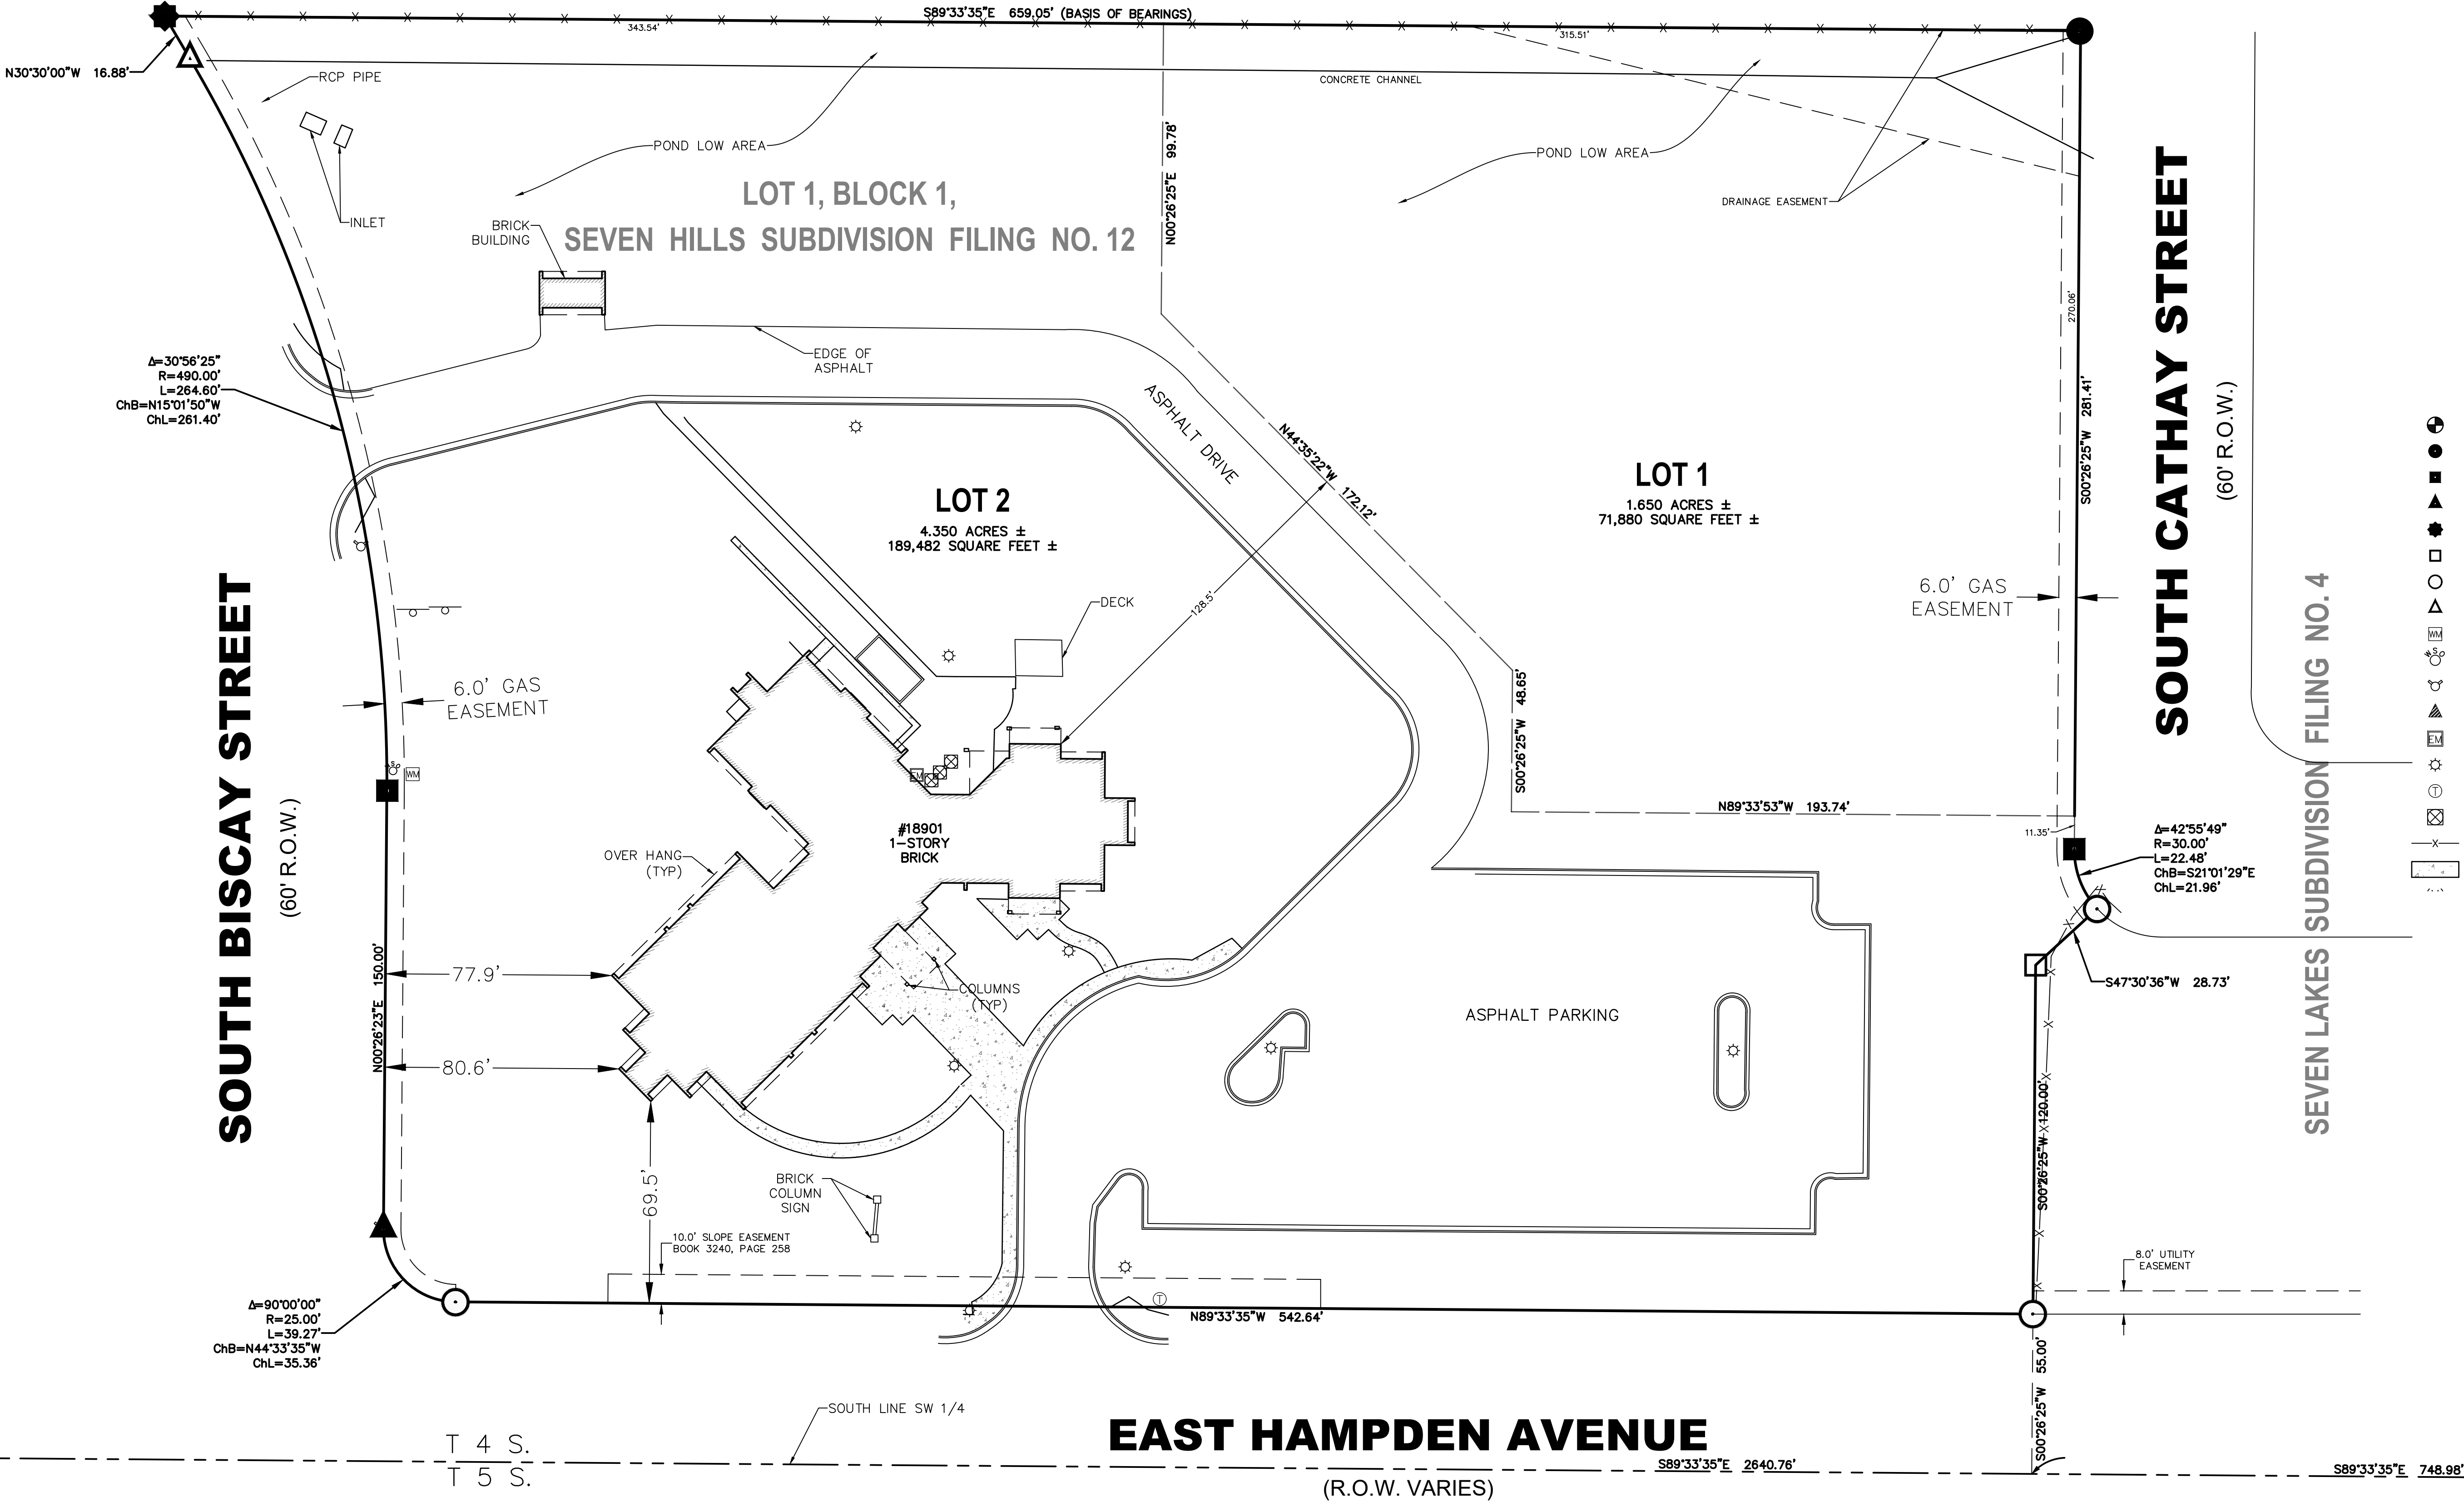 S89°33'35"E 659.05' (BASIS OF BEARINGS)
343.54'
315.51'
N30°30'00"W 16.88'
RCP PIPE
CONCRETE CHANNEL
INLET
POND LOW AREA
POND LOW AREA
N00°26'25"E 99.78'
DRAINAGE EASEMENT
LOT 1, BLOCK 1,
SEVEN HILLS SUBDIVISION FILING NO. 12
BRICK
BUILDING
EDGE OF
ASPHALT
ASPHALT DRIVE
Δ=30°56'25"
R=490.00'
L=264.60'
ChB=N15°01'50"W
ChL=261.40'
N44°35'22"W 172.12'
LOT 2
4.350 ACRES ±
189,482 SQUARE FEET ±
LOT 1
1.650 ACRES ±
71,880 SQUARE FEET ±
270.06'
S00°26'25"W 281.41'
SOUTH CATHAY STREET
(60' R.O.W.)
6.0' GAS
EASEMENT
128.5'
DECK
SOUTH BISCAY STREET
(60' R.O.W.)
6.0' GAS
EASEMENT
WM
EM
S00°26'25"W 48.65'
N89°33'53"W 193.74'
11.35'
Δ=42°55'49"
R=30.00'
L=22.48'
ChB=S21°01'29"E
ChL=21.96'
#18901
1-STORY
BRICK
OVER HANG
(TYP)
77.9'
80.6'
N00°26'23"E 150.00'
COLUMNS
(TYP)
ASPHALT PARKING
S47°30'36"W 28.73'
SEVEN LAKES SUBDIVISION FILING NO. 4
S00°26'25"W 120.00'
69.5'
BRICK
COLUMN
SIGN
10.0' SLOPE EASEMENT
BOOK 3240, PAGE 258
8.0' UTILITY
EASEMENT
T
N89°33'35"W 542.64'
Δ=90°00'00"
R=25.00'
L=39.27'
ChB=N44°33'35"W
ChL=35.36'
S00°26'25"W 55.00'
SOUTH LINE SW 1/4
EAST HAMPDEN AVENUE
(R.O.W. VARIES)
T 4 S.
T 5 S.
S89°33'35"E 2640.76'
S89°33'35"E 748.98'
WM
S
EM
T
X